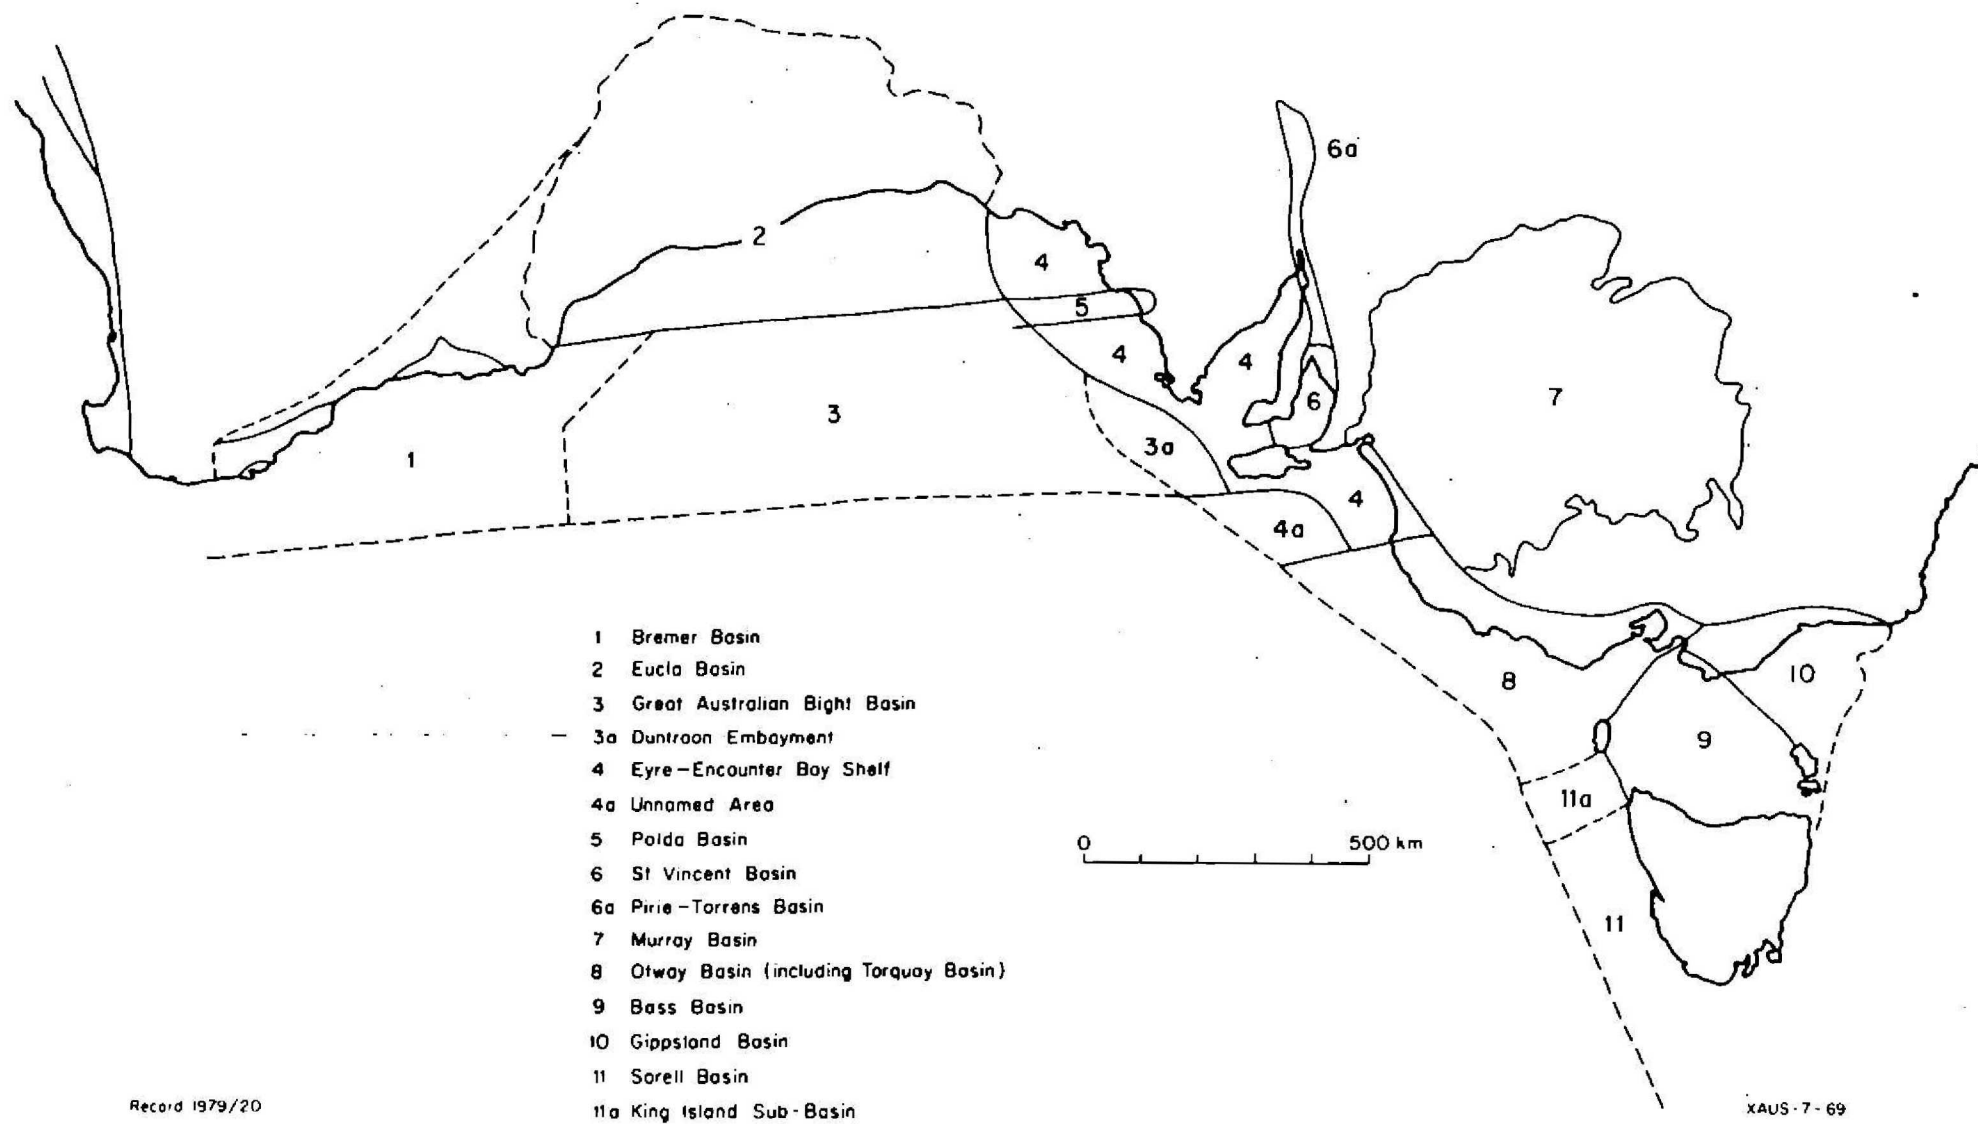 6a
2
4
5
4
4
7
3
6
3a
1
4
4a
8
10
9
11a
11
0 500 km
1 Bremer Basin
2 Eucla Basin
3 Great Australian Bight Basin
3a Duntroon Embayment
4 Eyre-Encounter Bay Shelf
4a Unnamed Area
5 Polda Basin
6 St Vincent Basin
6a Pirie-Torrens Basin
7 Murray Basin
8 Otway Basin (including Torquay Basin)
9 Bass Basin
10 Gippsland Basin
11 Sorell Basin
11a King Island Sub-Basin
Record 1979/20
XAUS-7-69